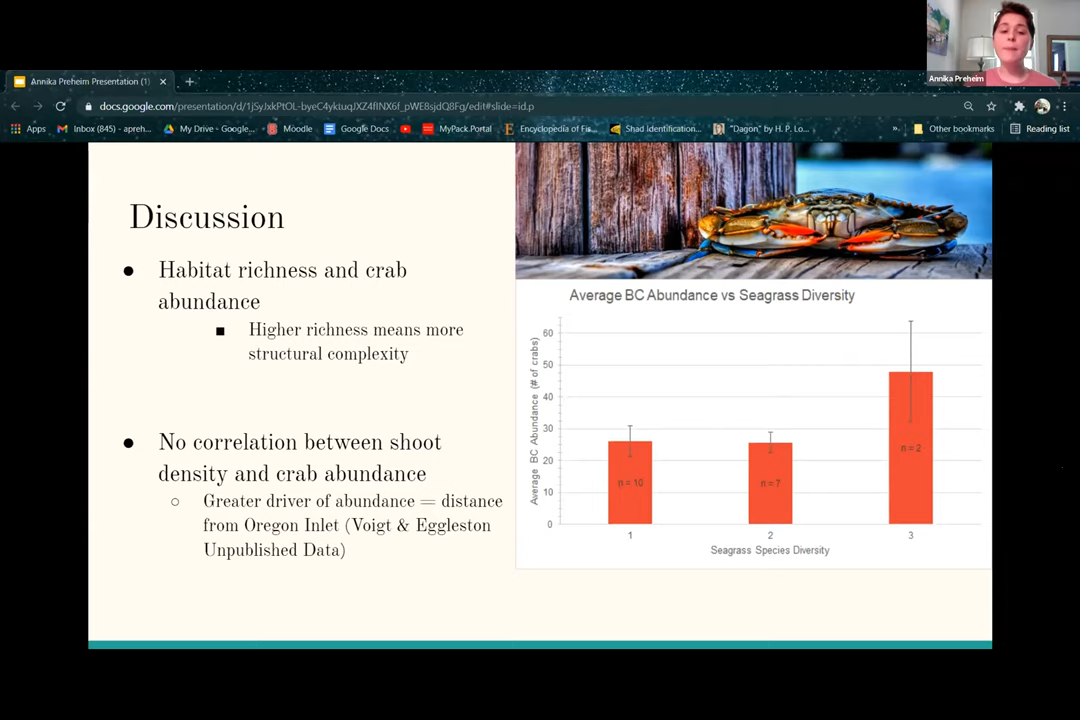 Annika Preheim
Annika Preheim Presentation (1)
docs.google.com/presentation/d/1jSyJxkPtOL-byeC4yktuqJXZ4fINX6f_pWE8sjdQ8Fg/edit#slide=id.p
Apps
Inbox (845) - apreh...
My Drive - Google...
Moodle
Google Docs
MyPack Portal
Encyclopedia of Fis...
Shad Identification...
"Dagon" by H. P. Lo...
»
Other bookmarks
Reading list
Discussion
Habitat richness and crab
abundance
Higher richness means more
structural complexity
No correlation between shoot
density and crab abundance
Greater driver of abundance = distance
from Oregon Inlet (Voigt & Eggleston
Unpublished Data)
Average BC Abundance vs Seagrass Diversity
Average BC Abundance (# of crabs)
60
50
40
30
20
10
0
n = 10
n = 7
n = 2
1
2
3
Seagrass Species Diversity